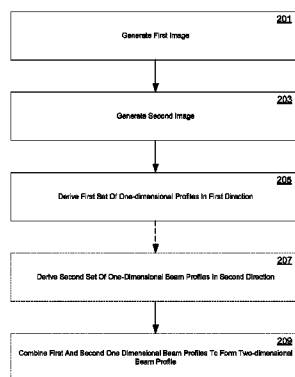 201
Generate First Image
203
Generate Second Image
205
Derive First Set Of One-dimensional Profiles In First Direction
207
Derive Second Set Of One-Dimensional Beam Profiles In Second Direction
209
Combine First And Second One Dimensional Beam Profiles To Form Two-dimensional
Beam Profile